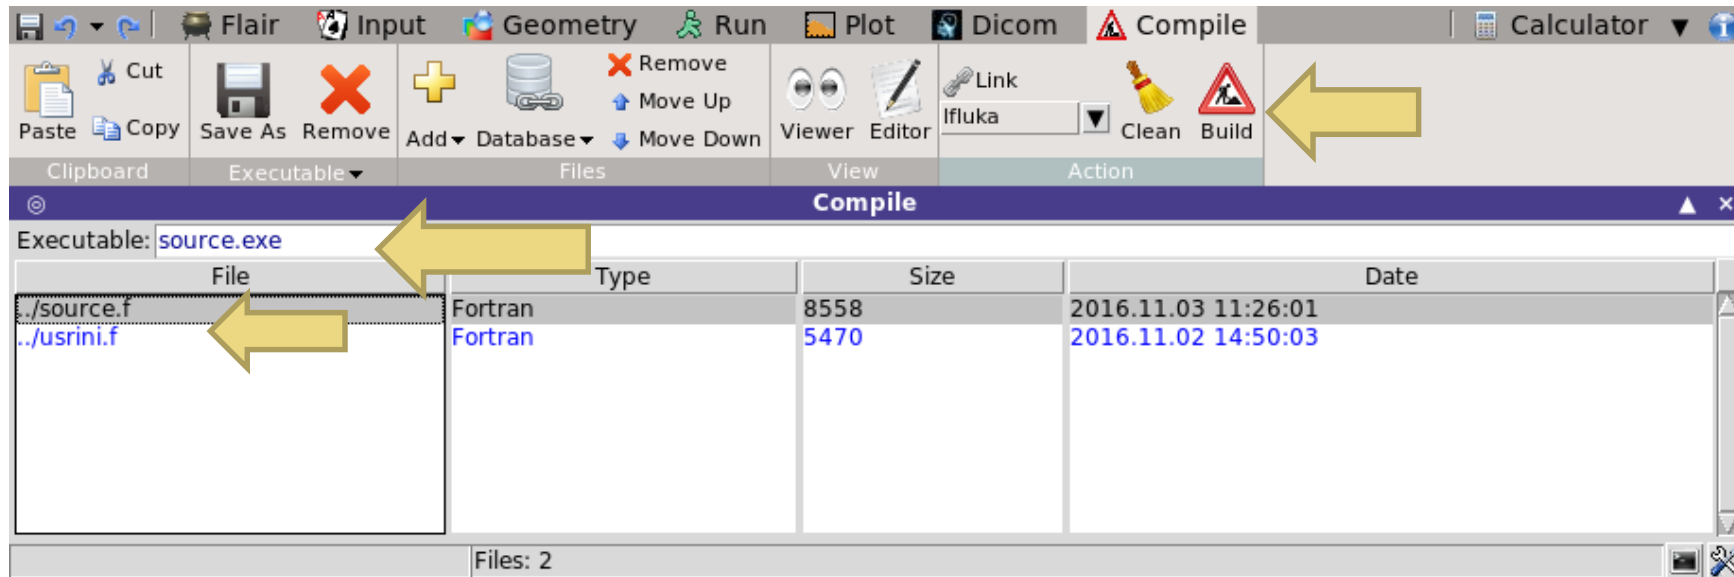 Flair Input Geometry Run Plot Dicom Compile Calculator
Cut Remove Link
Copy Move Up lfluka
Paste Save As Remove Add Database Move Down Viewer Editor Clean Build
Clipboard Executable Files View Action
Compile
Executable: source.exe
File Type Size Date
../source.f Fortran 8558 2016.11.03 11:26:01
../usrini.f Fortran 5470 2016.11.02 14:50:03
Files: 2